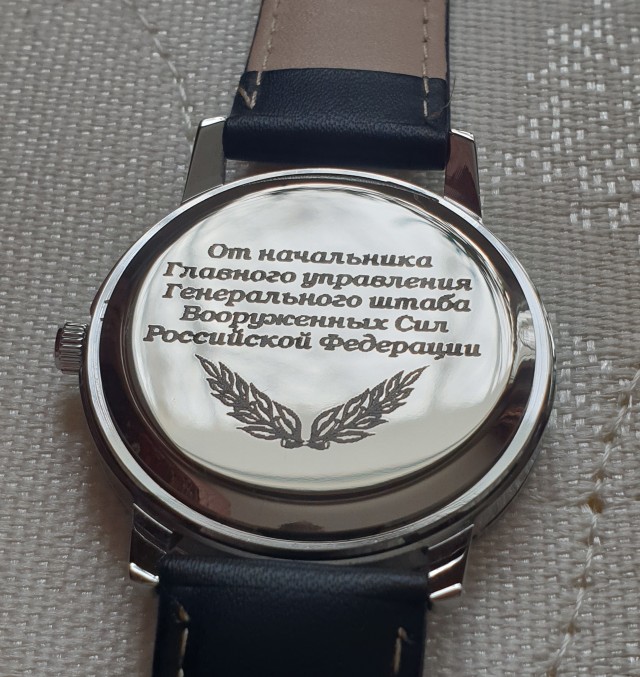 От начальника
Главного управления
Генерального штаба
Вооруженных Сил
Российской Федерации